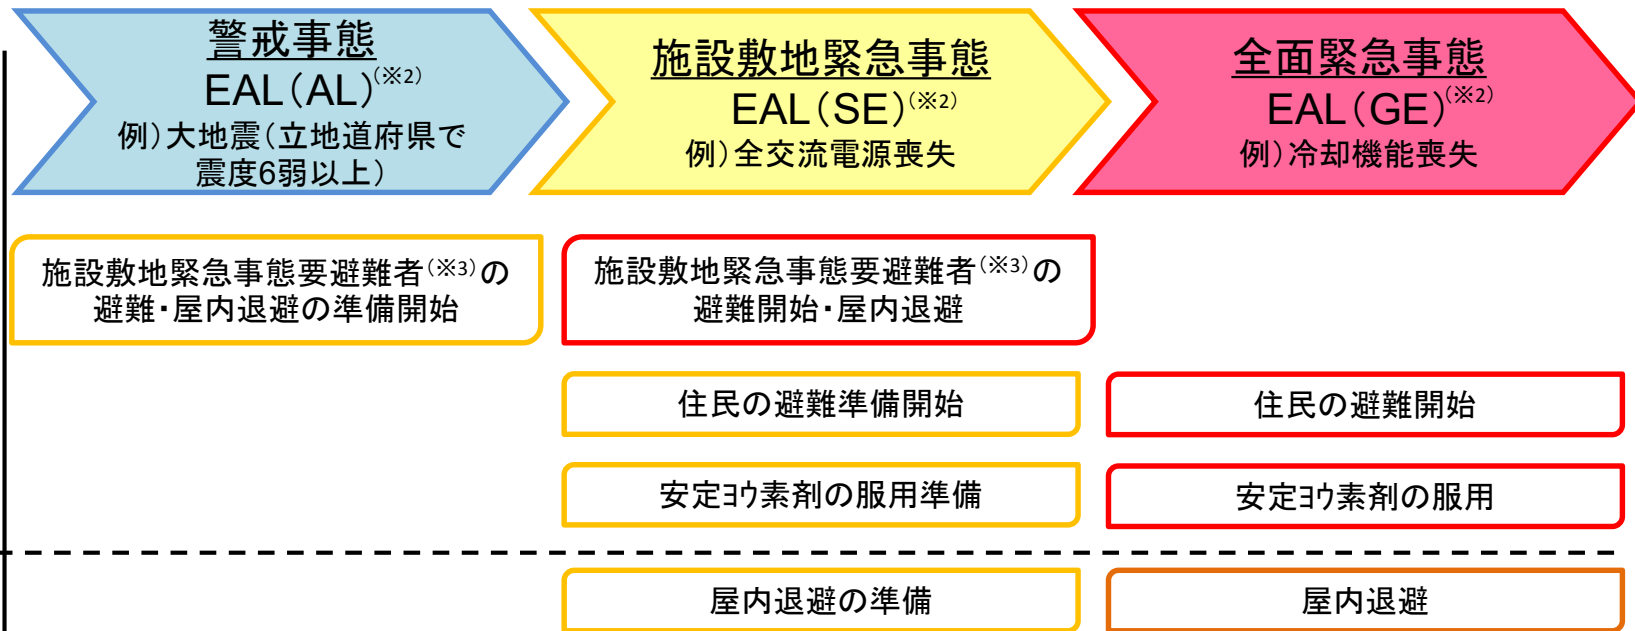 警戒事態
EAL(AL)(※2)
例)大地震(立地道府県で
震度6弱以上)
施設敷地緊急事態
EAL(SE)(※2)
例)全交流電源喪失
全面緊急事態
EAL(GE)(※2)
例)冷却機能喪失
施設敷地緊急事態要避難者(※3)の
避難・屋内退避の準備開始
施設敷地緊急事態要避難者(※3)の
避難開始・屋内退避
住民の避難準備開始
住民の避難開始
安定ヨウ素剤の服用準備
安定ヨウ素剤の服用
屋内退避の準備
屋内退避